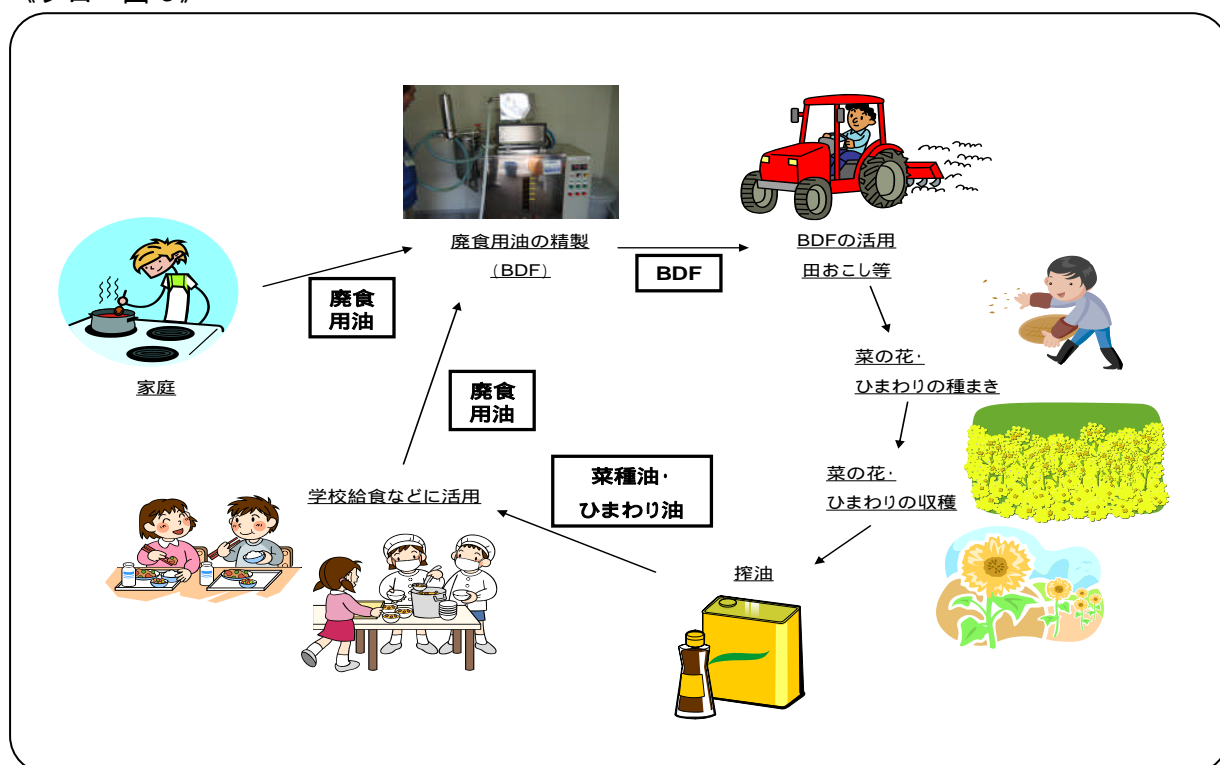 廃食用油の精製
（BDF）
BDF
BDFの活用
田おこし等
廃食
用油
家庭
菜の花・
ひまわりの種まき
廃食
用油
菜の花・
ひまわりの収穫
菜種油・
ひまわり油
学校給食などに活用
搾油